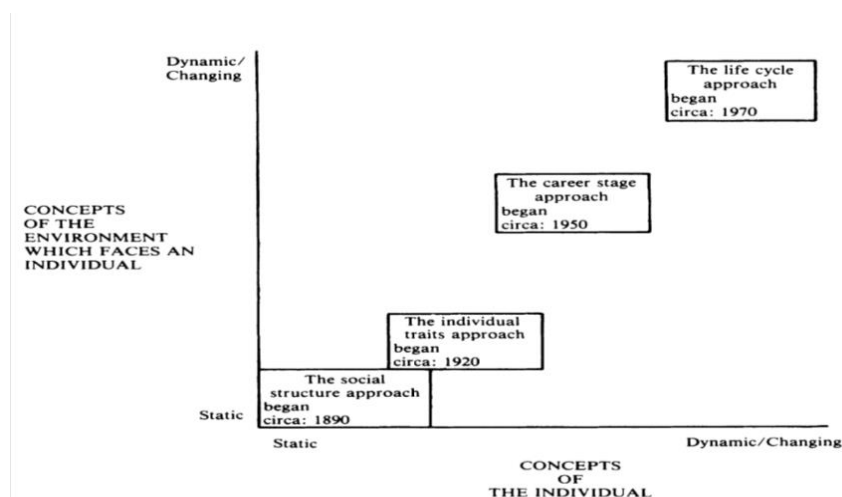 Dynamic/
Changing
The life cycle
approach
began
circa: 1970
The career stage
approach
began
circa: 1950
CONCEPTS
OF THE
ENVIRONMENT
WHICH FACES AN
INDIVIDUAL
The individual
traits approach
began
circa: 1920
The social
structure approach
began
circa: 1890
Static
Static
Dynamic/Changing
CONCEPTS
OF
THE INDIVIDUAL